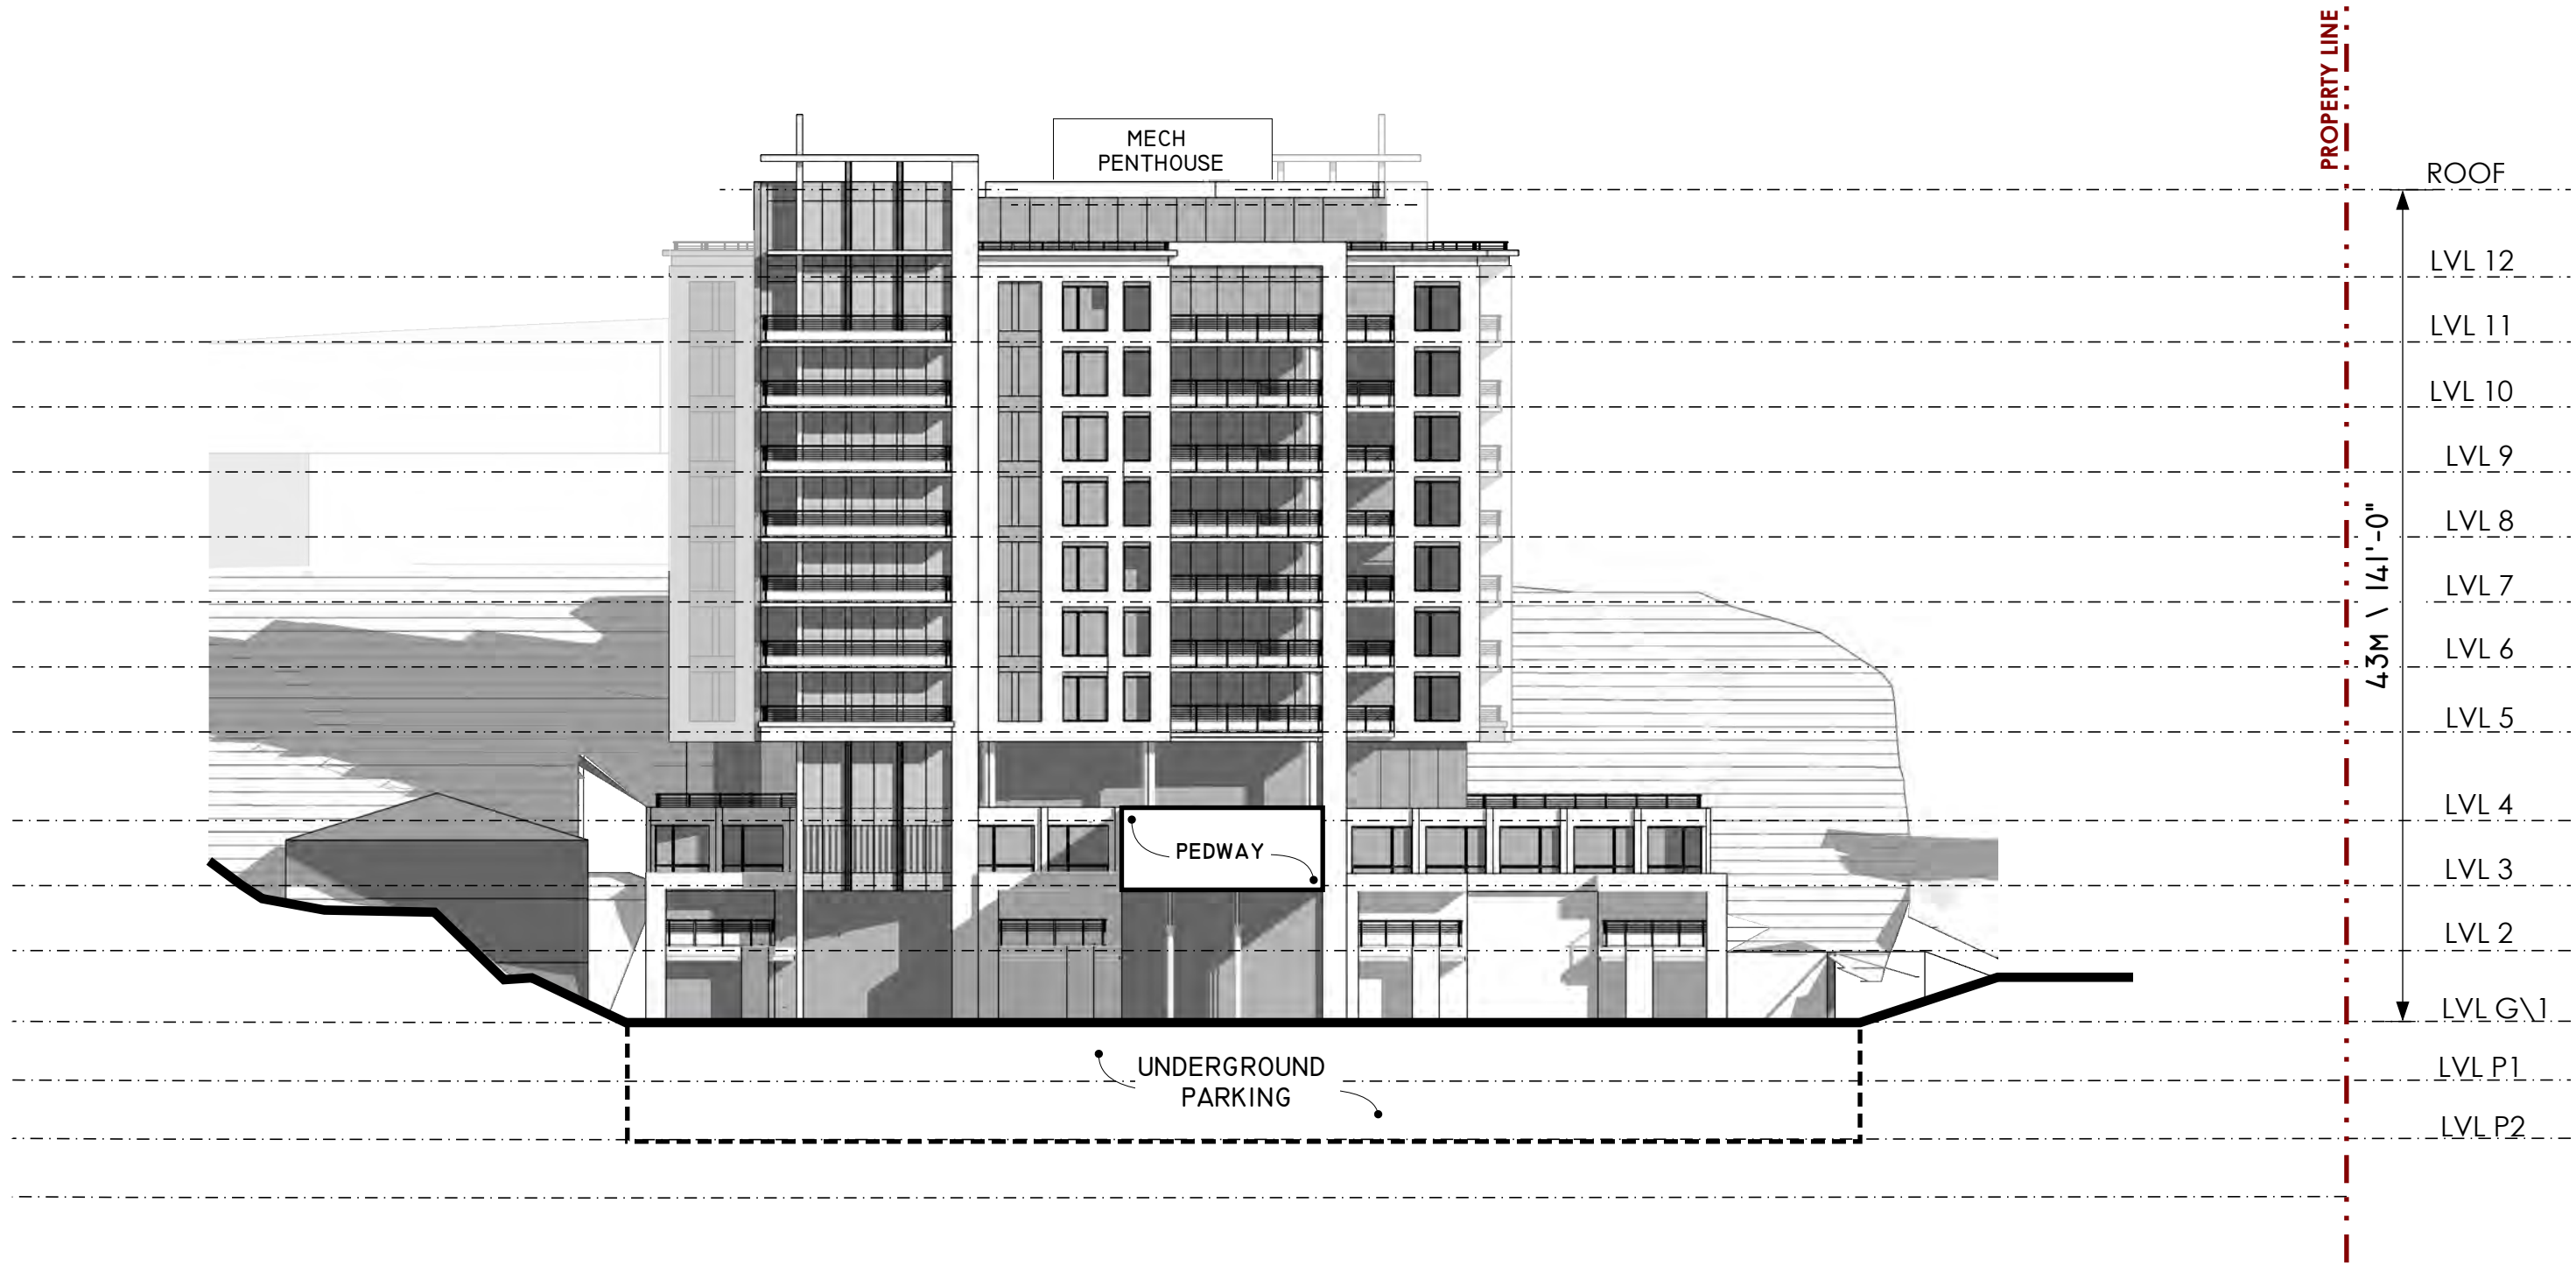 PROPERTY LINE
MECH
PENTHOUSE
ROOF
LVL 12
LVL 11
LVL 10
LVL 9
LVL 8
43M \ 141'-0"
LVL 7
LVL 6
LVL 5
LVL 4
PEDWAY
LVL 3
LVL 2
LVL G\1
UNDERGROUND
PARKING
LVL P1
LVL P2